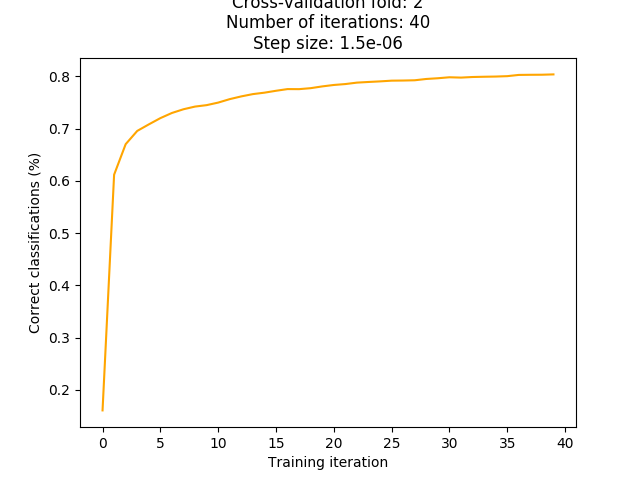 Cross-validation fold: 2
Number of iterations: 40
Step size: 1.5e-06
0.8
0.7
0.6
0.5
0.4
0.3
0.2
Correct classifications (%)
0 5 10 15 20 25 30 35 40
Training iteration